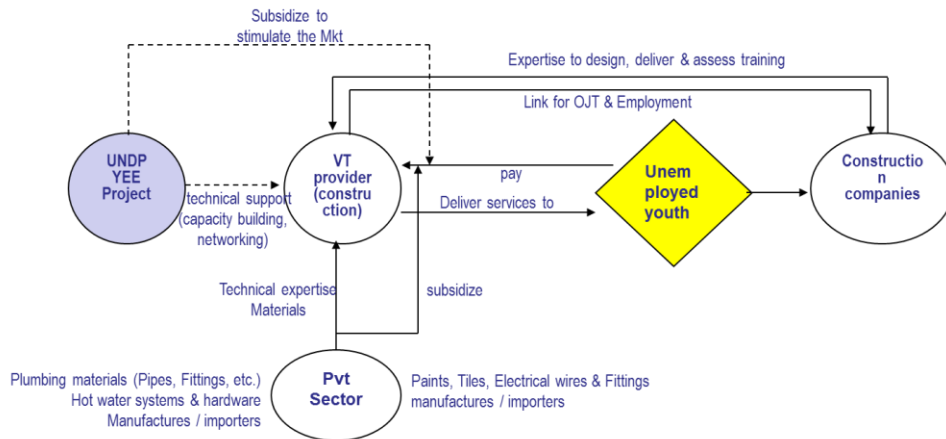 Subsidize to
stimulate the Mkt
Expertise to design, deliver & assess training
Link for OJT & Employment
UNDP
YEE
Project
VT
provider
(constru
ction)
pay
Unem
ployed
youth
Constructio
n
companies
technical support
(capacity building,
networking)
Deliver services to
Technical expertise
Materials
subsidize
Plumbing materials (Pipes, Fittings, etc.)
Hot water systems & hardware
Manufactures / importers
Pvt
Sector
Paints, Tiles, Electrical wires & Fittings
manufactures / importers